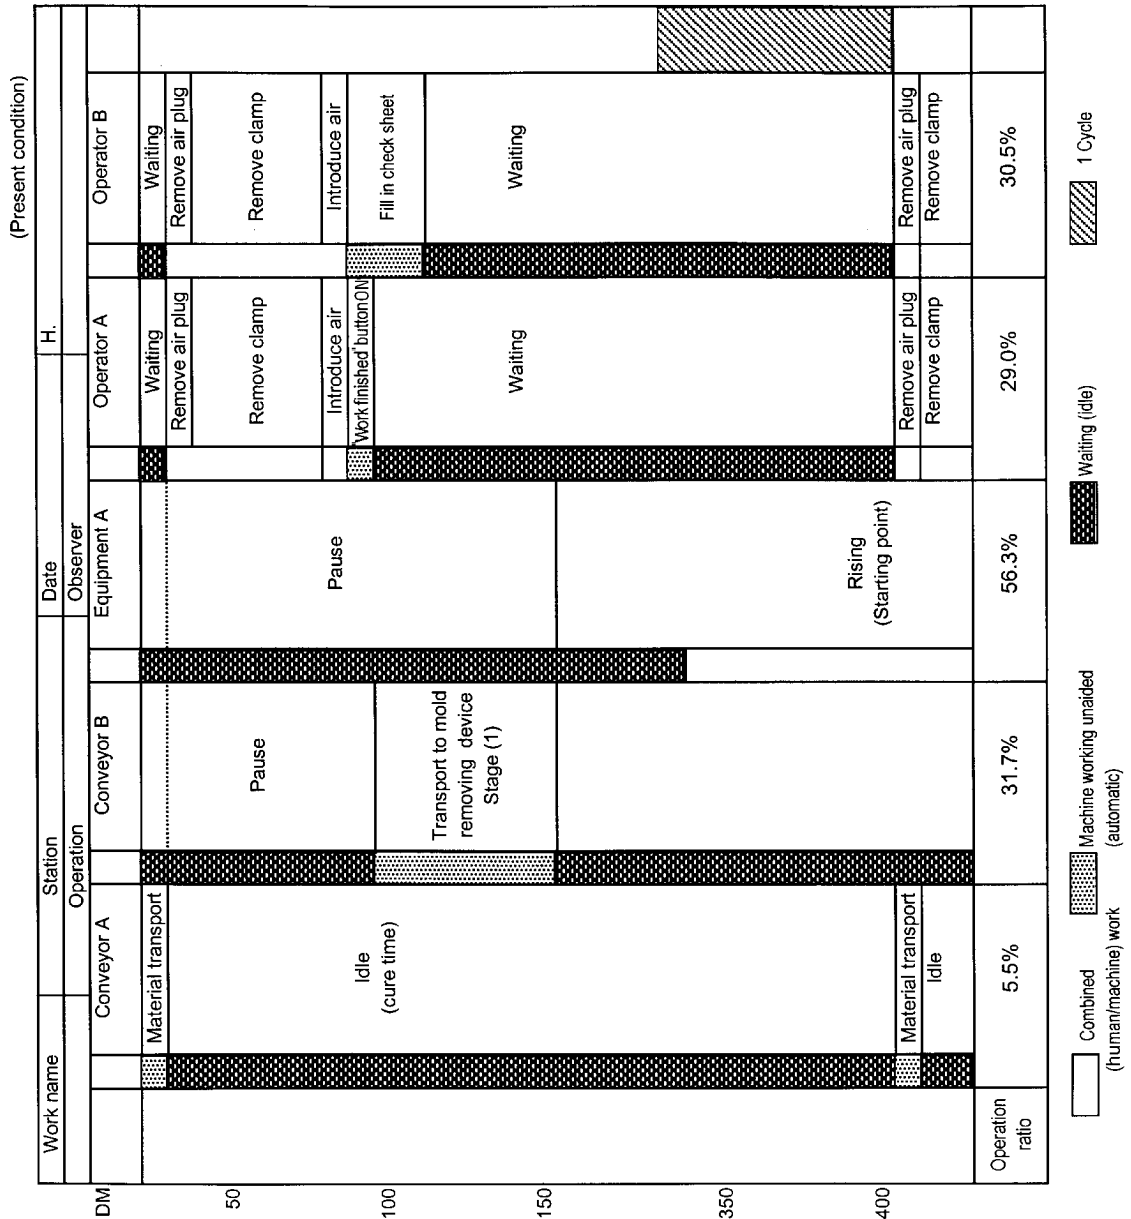 (Present condition)
Work name
Station
Date
H.
Operation
Observer
DM
Conveyor A
Conveyor B
Equipment A
Operator A
Operator B
50
100
150
350
400
Material transport
Idle
(cure time)
Material transport
Idle
Pause
Transport to mold
removing device
Stage (1)
Pause
Rising
(Starting point)
Waiting
Remove air plug
Remove clamp
Introduce air
"Work finished" button ON
Waiting
Remove air plug
Remove clamp
Waiting
Remove air plug
Remove clamp
Introduce air
Fill in check sheet
Waiting
Remove air plug
Remove clamp
Operation
ratio
5.5%
31.7%
56.3%
29.0%
30.5%
Combined
(human/machine) work
Machine working unaided
(automatic)
Waiting (idle)
1 Cycle